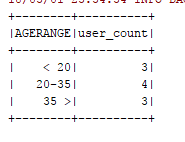 +--------+----------+
|AGERANGE|user_count|
+--------+----------+
|    < 20|         3|
|   20-35|         4|
|    35 >|         3|
+--------+----------+